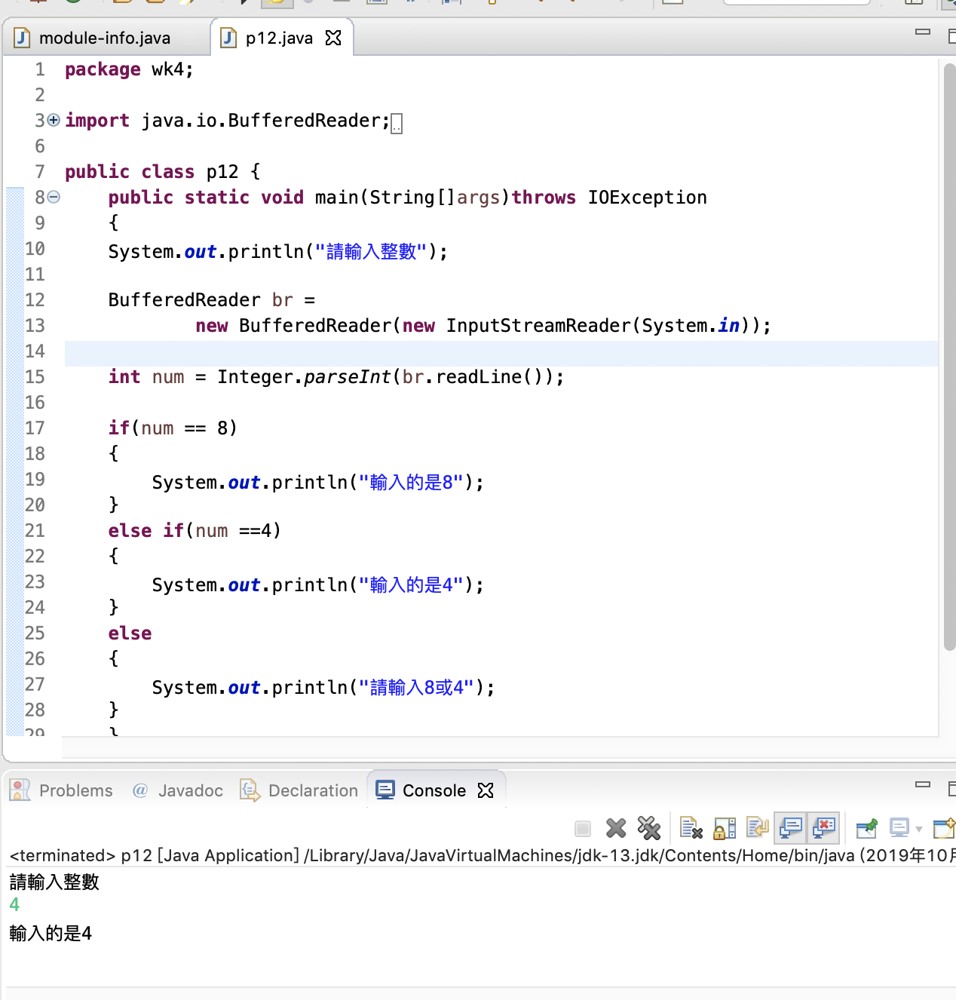 module-info.java
p12.java
1 package wk4;
2
3 import java.io.BufferedReader;
6
7 public class p12 {
8 public static void main(String[]args)throws IOException
9 {
10 System.out.println("請輸入整數");
11
12 BufferedReader br =
13 new BufferedReader(new InputStreamReader(System.in));
14
15 int num = Integer.parseInt(br.readLine());
16
17 if(num == 8)
18 {
19 System.out.println("輸入的是8");
20 }
21 else if(num ==4)
22 {
23 System.out.println("輸入的是4");
24 }
25 else
26 {
27 System.out.println("請輸入8或4");
28 }
29 }
Problems @ Javadoc Declaration Console
<terminated> p12 [Java Application] /Library/Java/JavaVirtualMachines/jdk-13.jdk/Contents/Home/bin/java (2019年10月
請輸入整數
4
輸入的是4